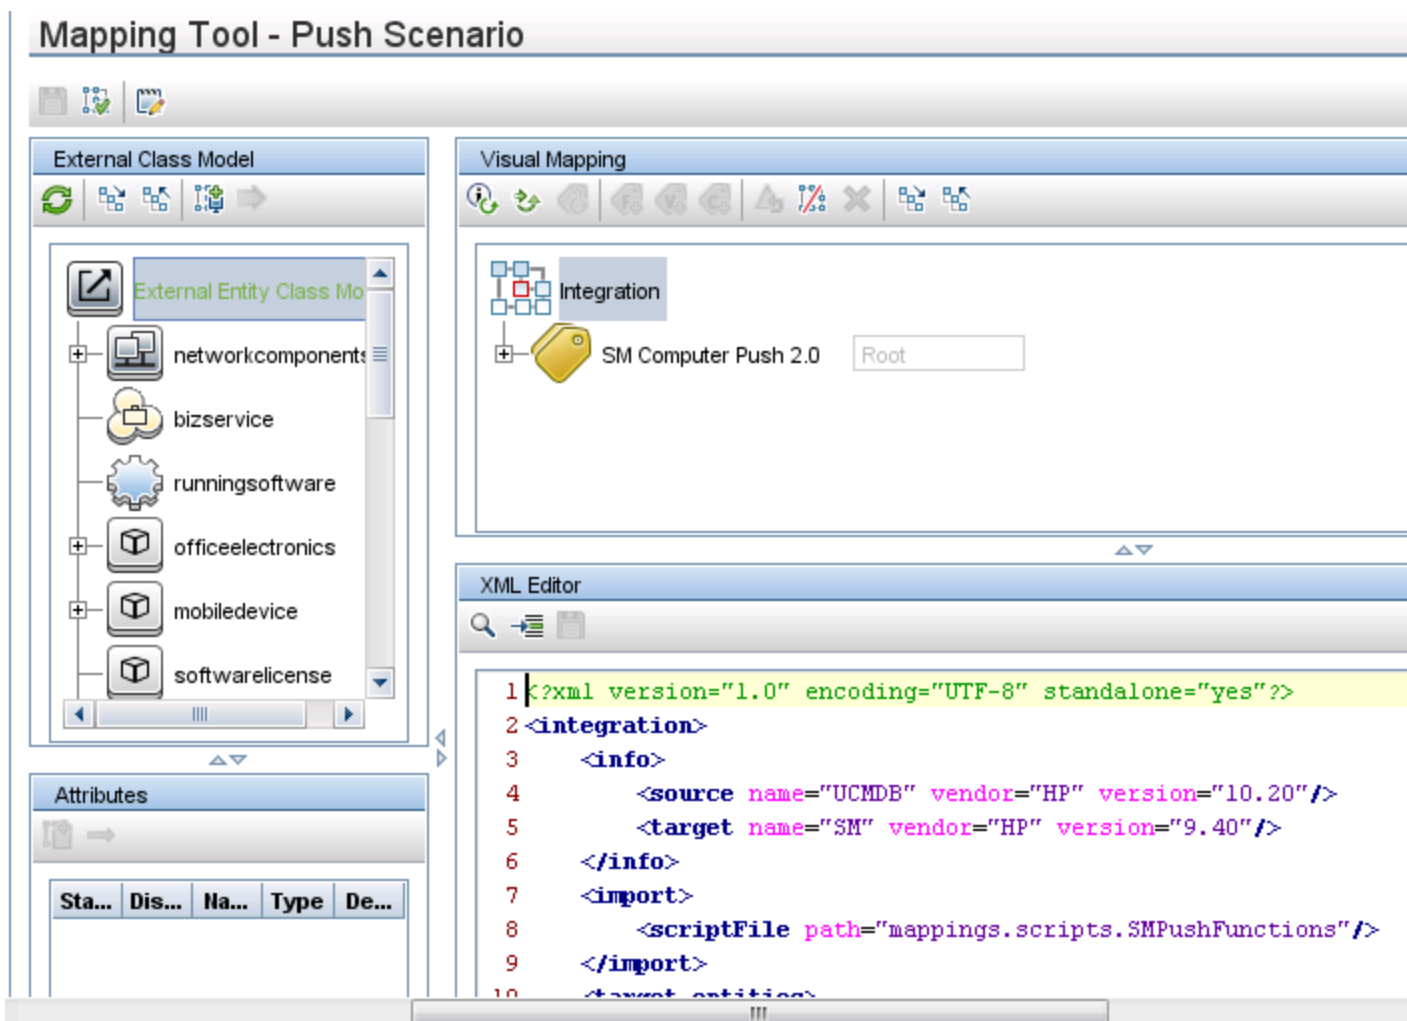 Mapping Tool - Push Scenario
External Class Model
External Entity Class Mo
networkcomponents
bizservice
runningsoftware
officeelectronics
mobiledevice
softwarelicense
Attributes
Sta... Dis... Na... Type De...
Visual Mapping
Integration
SM Computer Push 2.0 Root
XML Editor
1 <?xml version="1.0" encoding="UTF-8" standalone="yes"?>
2 <integration>
3 <info>
4 <source name="UCMDB" vendor="HP" version="10.20"/>
5 <target name="SM" vendor="HP" version="9.40"/>
6 </info>
7 <import>
8 <scriptFile path="mappings.scripts.SMPushFunctions"/>
9 </import>
10 <target entities>